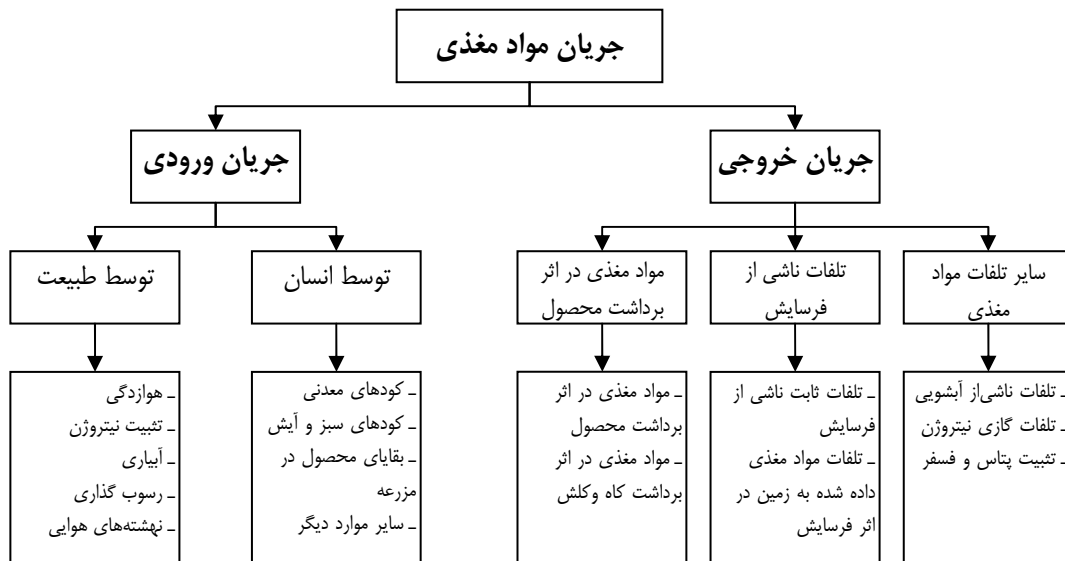 جریان مواد مغذی
جریان خروجی
جریان ورودی
سایر تلفات مواد
مغذی
تلفات ناشی از
فرسایش
مواد مغذی در اثر
برداشت محصول
توسط انسان
توسط طبیعت
ـ تلفات ناشی‌از آبشویی
ـ تلفات گازی نیتروژن
ـ تثبیت پتاس و فسفر
ـ تلفات ثابت ناشی از
فرسایش
ـ تلفات مواد مغذی
داده شده به زمین در
اثر فرسایش
ـ مواد مغذی در اثر
برداشت محصول
ـ مواد مغذی در اثر
برداشت کاه وکلش
ـ کودهای معدنی
ـ کودهای سبز و آیش
ـ بقایای محصول در
مزرعه
ـ سایر موارد دیگر
ـ هوازدگی
ـ تثبیت نیتروژن
ـ آبیاری
ـ رسوب گذاری
ـ نهشته‌های هوایی